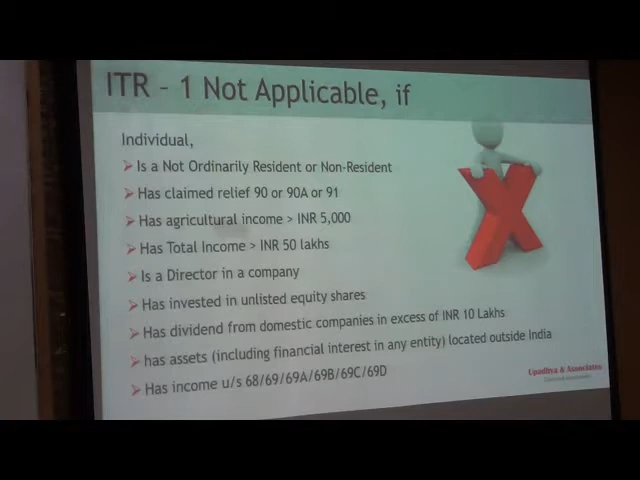 ITR – 1 Not Applicable, if
Individual,
Is a Not Ordinarily Resident or Non-Resident
Has claimed relief 90 or 90A or 91
Has agricultural income > INR 5,000
Has Total Income > INR 50 lakhs
Is a Director in a company
Has invested in unlisted equity shares
Has dividend from domestic companies in excess of INR 10 Lakhs
has assets (including financial interest in any entity) located outside India
Has income u/s 68/69/69A/69B/69C/69D
& Associates